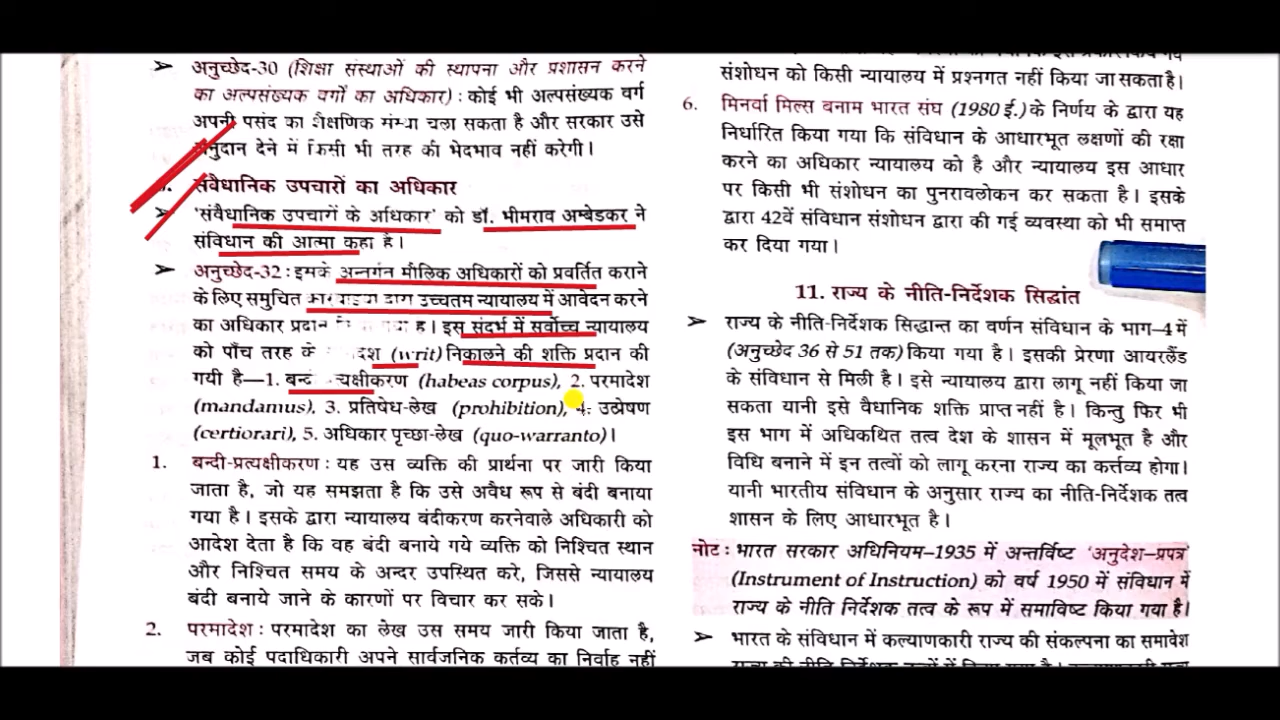 ➤ अनुच्छेद-30 (शिक्षा संस्थाओं की स्थापना और प्रशासन करने
का अल्पसंख्यक वर्गों का अधिकार) : कोई भी अल्पसंख्यक वर्ग
अपनी पसंद का शैक्षणिक संस्था चला सकता है और सरकार उसे
अनुदान देने में किसी भी तरह की भेदभाव नहीं करेगी।
संवैधानिक उपचारों का अधिकार
➤ 'संवैधानिक उपचारों के अधिकार' को डॉ. भीमराव अम्बेडकर ने
संविधान की आत्मा कहा है।
➤ अनुच्छेद-32 : इसके अन्तर्गत मौलिक अधिकारों को प्रवर्तित कराने
के लिए समुचित द्वारा उच्चतम न्यायालय में आवेदन करने
का अधिकार प्रदान गया है। इस संदर्भ में सर्वोच्च न्यायालय
को पाँच तरह के (writ) निकालने की शक्ति प्रदान की
गयी है—1. (habeas corpus), 2. परमादेश
(mandamus), 3. प्रतिषेध-लेख (prohibition), 4. उत्प्रेषण
(certiorari), 5. अधिकार पृच्छा-लेख (quo-warranto)।
1. बन्दी-प्रत्यक्षीकरण : यह उस व्यक्ति की प्रार्थना पर जारी किया
जाता है, जो यह समझता है कि उसे अवैध रूप से बंदी बनाया
गया है। इसके द्वारा न्यायालय बंदीकरण करनेवाले अधिकारी को
आदेश देता है कि वह बंदी बनाये गये व्यक्ति को निश्चित स्थान
और निश्चित समय के अन्दर उपस्थित करे, जिससे न्यायालय
बंदी बनाये जाने के कारणों पर विचार कर सके।
2. परमादेश : परमादेश का लेख उस समय जारी किया जाता है,
जब कोई पदाधिकारी अपने सार्वजनिक कर्तव्य का निर्वाह नहीं
संशोधन को किसी न्यायालय में प्रश्नगत नहीं किया जा सकता है।
6. मिनर्वा मिल्स बनाम भारत संघ (1980 ई.) के निर्णय के द्वारा यह
निर्धारित किया गया कि संविधान के आधारभूत लक्षणों की रक्षा
करने का अधिकार न्यायालय को है और न्यायालय इस आधार
पर किसी भी संशोधन का पुनरावलोकन कर सकता है। इसके
द्वारा 42वें संविधान संशोधन द्वारा की गई व्यवस्था को भी समाप्त
कर दिया गया।
11. राज्य के नीति-निर्देशक सिद्धांत
➤ राज्य के नीति-निर्देशक सिद्धान्त का वर्णन संविधान के भाग-4 में
(अनुच्छेद 36 से 51 तक) किया गया है। इसकी प्रेरणा आयरलैंड
के संविधान से मिली है। इसे न्यायालय द्वारा लागू नहीं किया जा
सकता यानी इसे वैधानिक शक्ति प्राप्त नहीं है। किन्तु फिर भी
इस भाग में अधिकथित तत्व देश के शासन में मूलभूत है और
विधि बनाने में इन तत्वों को लागू करना राज्य का कर्त्तव्य होगा।
यानी भारतीय संविधान के अनुसार राज्य का नीति-निर्देशक तत्व
शासन के लिए आधारभूत है।
नोट : भारत सरकार अधिनियम-1935 में अन्तर्विष्ट 'अनुदेश-प्रपत्र'
(Instrument of Instruction) को वर्ष 1950 में संविधान में
राज्य के नीति निर्देशक तत्व के रूप में समाविष्ट किया गया है।
➤ भारत के संविधान में कल्याणकारी राज्य की संकल्पना का समावेश